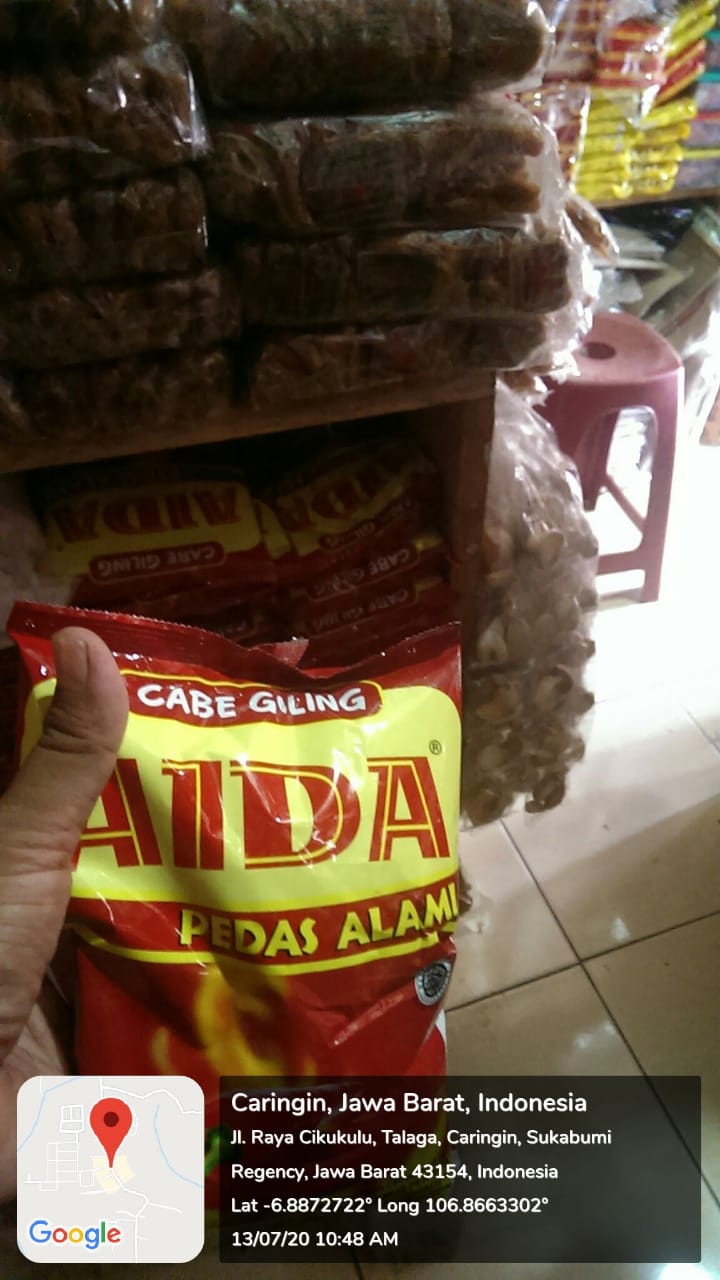 AIDA
CABE GILING
CABE GILING
CABE GILING
CABE GILING
AIDA®
PEDAS ALAMI
Google
Caringin, Jawa Barat, Indonesia
Jl. Raya Cikukulu, Talaga, Caringin, Sukabumi
Regency, Jawa Barat 43154, Indonesia
Lat -6.8872722° Long 106.8663302°
13/07/20 10:48 AM